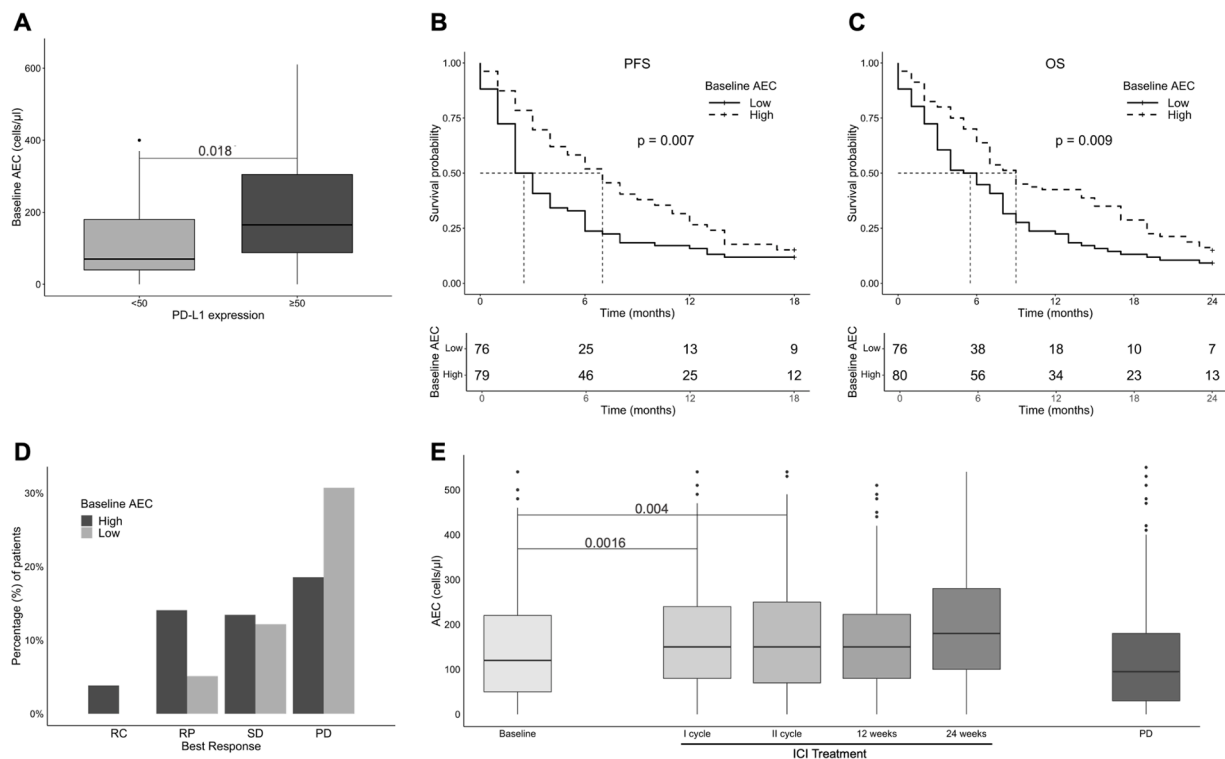 A
Baseline AEC (cells/µl)
600
400
200
0
0.018
<50
≥50
PD-L1 expression
B
PFS
Baseline AEC
Low
High
p = 0.007
Survival probability
1.00
0.75
0.50
0.25
0.00
0
6
12
18
Time (months)
Baseline AEC
Low 76 25 13 9
High 79 46 25 12
0
6
12
18
Time (months)
C
OS
Baseline AEC
Low
High
p = 0.009
Survival probability
1.00
0.75
0.50
0.25
0.00
0
6
12
18
24
Time (months)
Baseline AEC
Low 76 38 18 10 7
High 80 56 34 23 13
0
6
12
18
24
Time (months)
D
Baseline AEC
High
Low
Percentage (%) of patients
30%
20%
10%
0%
RC
RP
SD
PD
Best Response
E
AEC (cells/µl)
500
400
300
200
100
0
0.004
0.0016
Baseline
I cycle
II cycle
12 weeks
24 weeks
PD
ICI Treatment